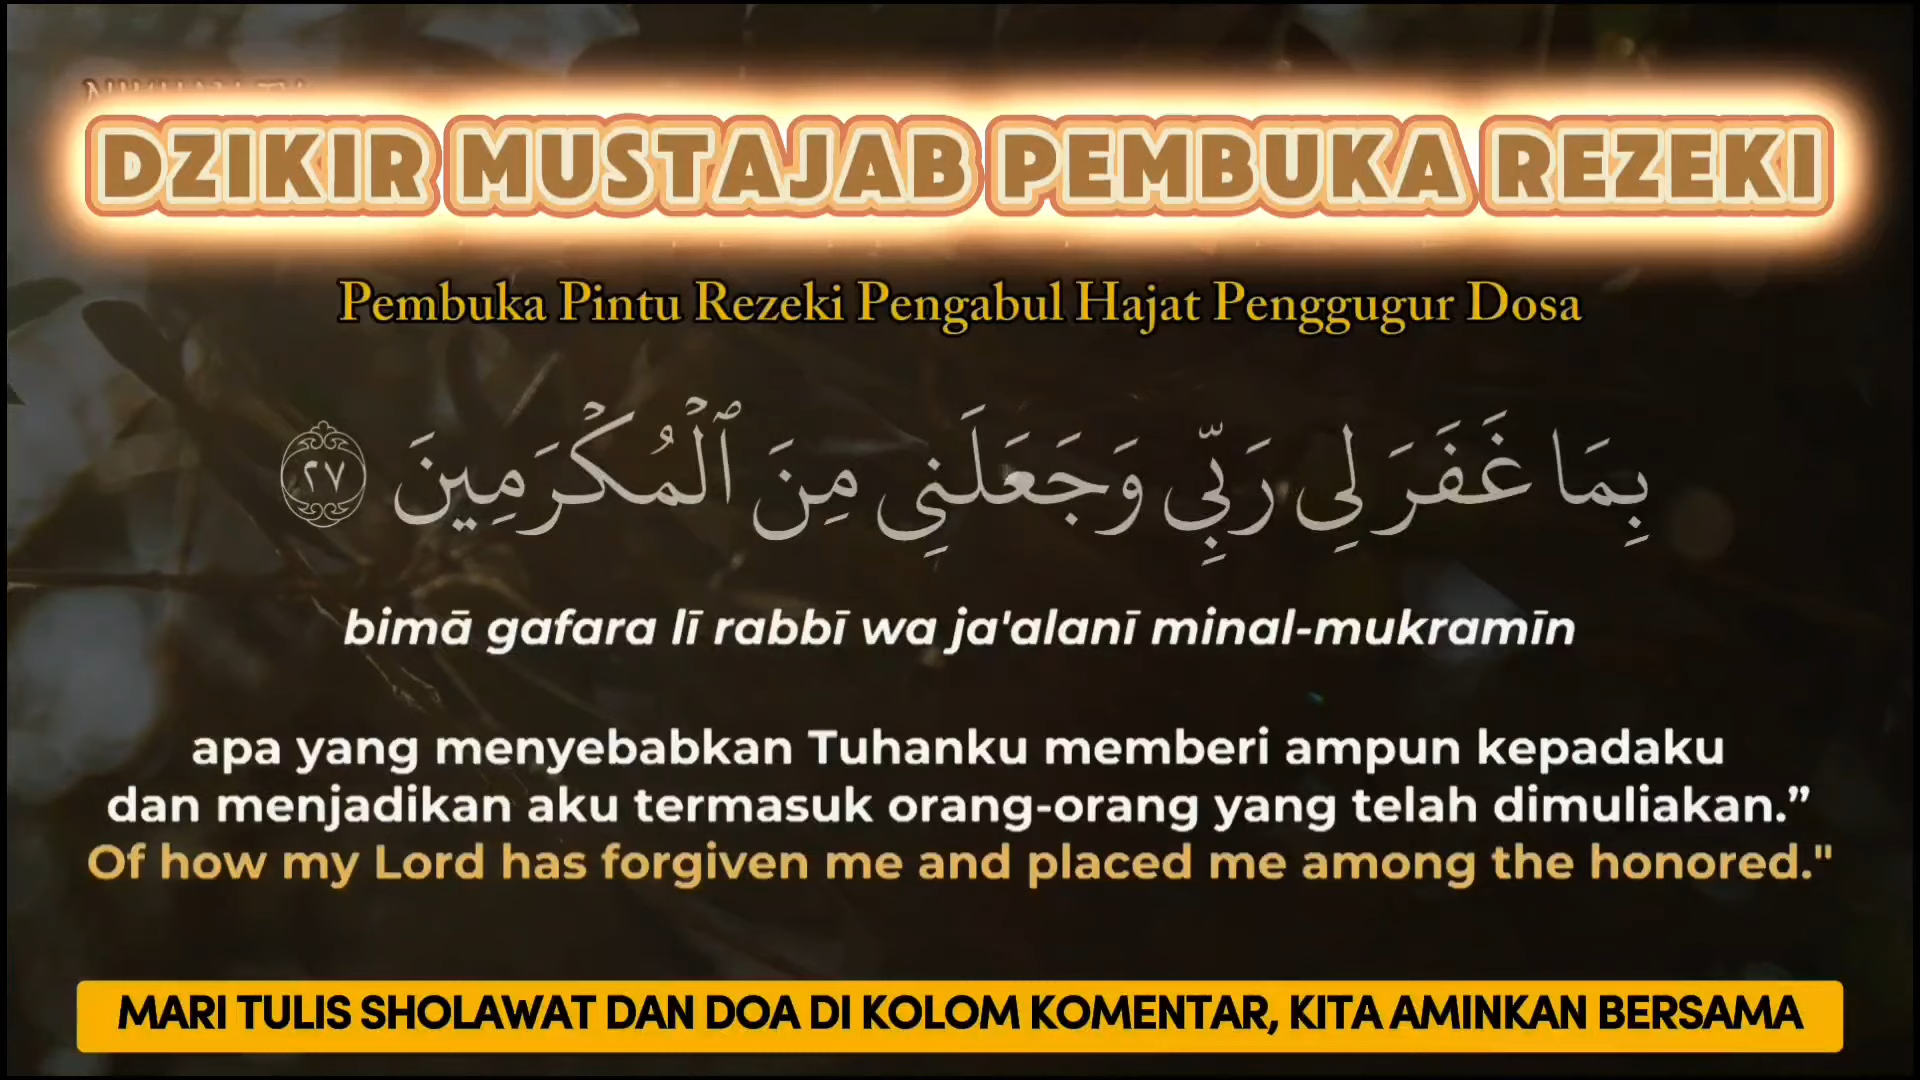 DZIKIR MUSTAJAB PEMBUKA REZEKI
Pembuka Pintu Rezeki Pengabul Hajat Penggugur Dosa
بِمَا غَفَرَ لِى رَبِّى وَجَعَلَنِى مِنَ ٱلْمُكْرَمِينَ ٢٧
bimā gafara lī rabbī wa ja'alanī minal-mukramīn
apa yang menyebabkan Tuhanku memberi ampun kepadaku
dan menjadikan aku termasuk orang-orang yang telah dimuliakan.”
Of how my Lord has forgiven me and placed me among the honored."
MARI TULIS SHOLAWAT DAN DOA DI KOLOM KOMENTAR, KITA AMINKAN BERSAMA